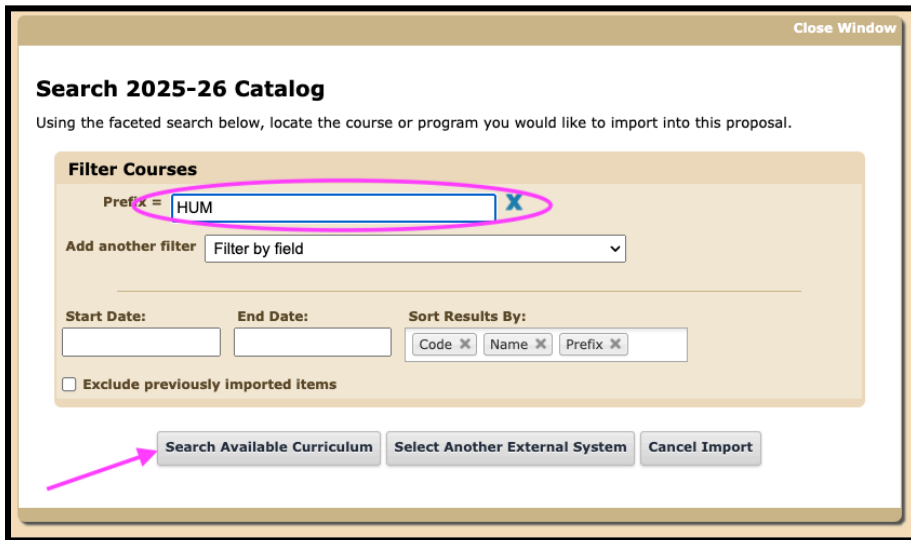 Close Window
Search 2025-26 Catalog
Using the faceted search below, locate the course or program you would like to import into this proposal.
Filter Courses
Prefix = HUM X
Add another filter Filter by field
Start Date: End Date: Sort Results By:
Code ✕ Name ✕ Prefix ✕
Exclude previously imported items
Search Available Curriculum Select Another External System Cancel Import